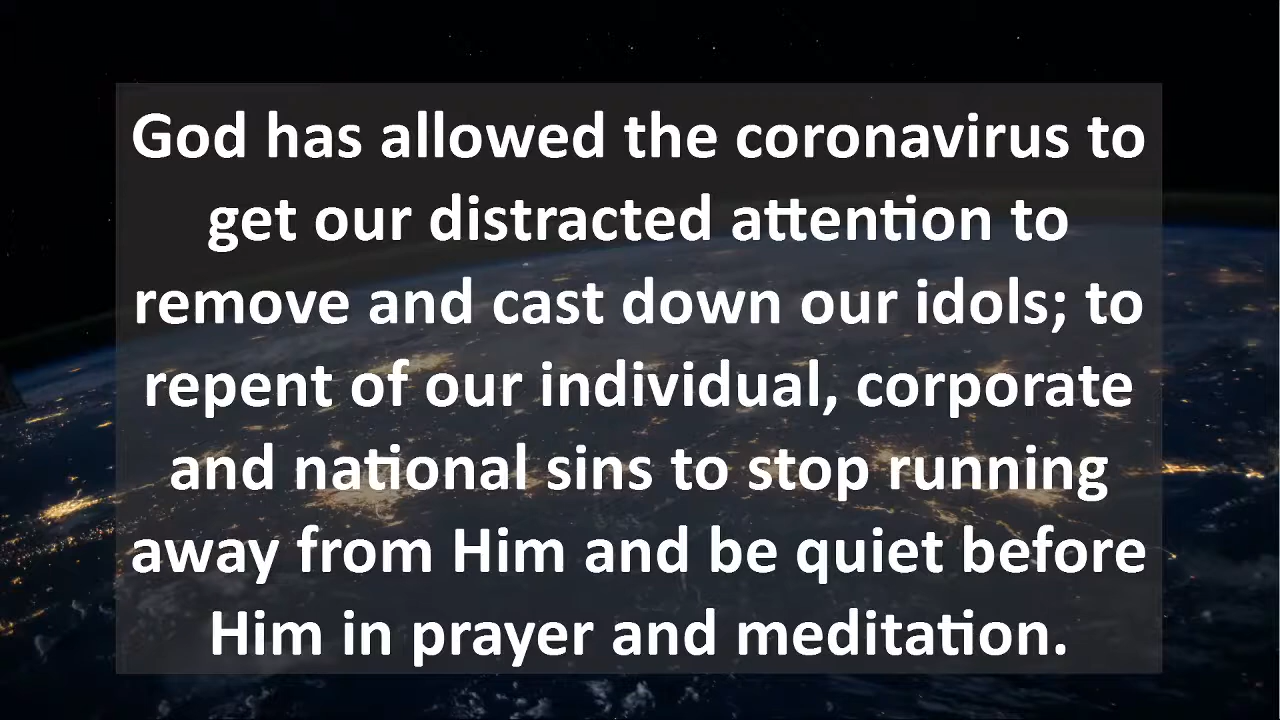 God has allowed the coronavirus to
get our distracted attention to
remove and cast down our idols; to
repent of our individual, corporate
and national sins to stop running
away from Him and be quiet before
Him in prayer and meditation.